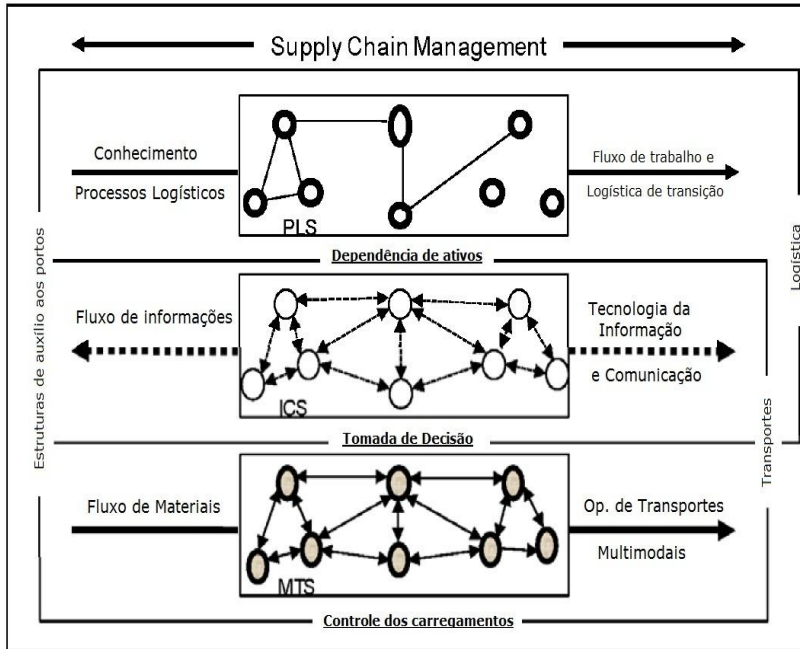 Supply Chain Management
Conhecimento
Processos Logísticos
PLS
Fluxo de trabalho e
Logística de transição
Dependência de ativos
Fluxo de informações
ICS
Tecnologia da
Informação
e Comunicação
Tomada de Decisão
Fluxo de Materiais
MTS
Op. de Transportes
Multimodais
Controle dos carregamentos
Estruturas de auxílio aos portos
Logística
Transportes